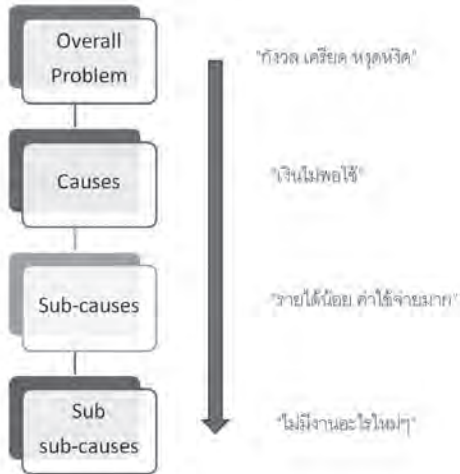 Overall
Problem
"กังวล เครียด หงุดหงิด"
Causes
"เงินไม่พอใช้"
Sub-causes
"รายได้น้อย ค่าใช้จ่ายมาก"
Sub
sub-causes
"ไม่มีงานอะไรใหม่ๆ"